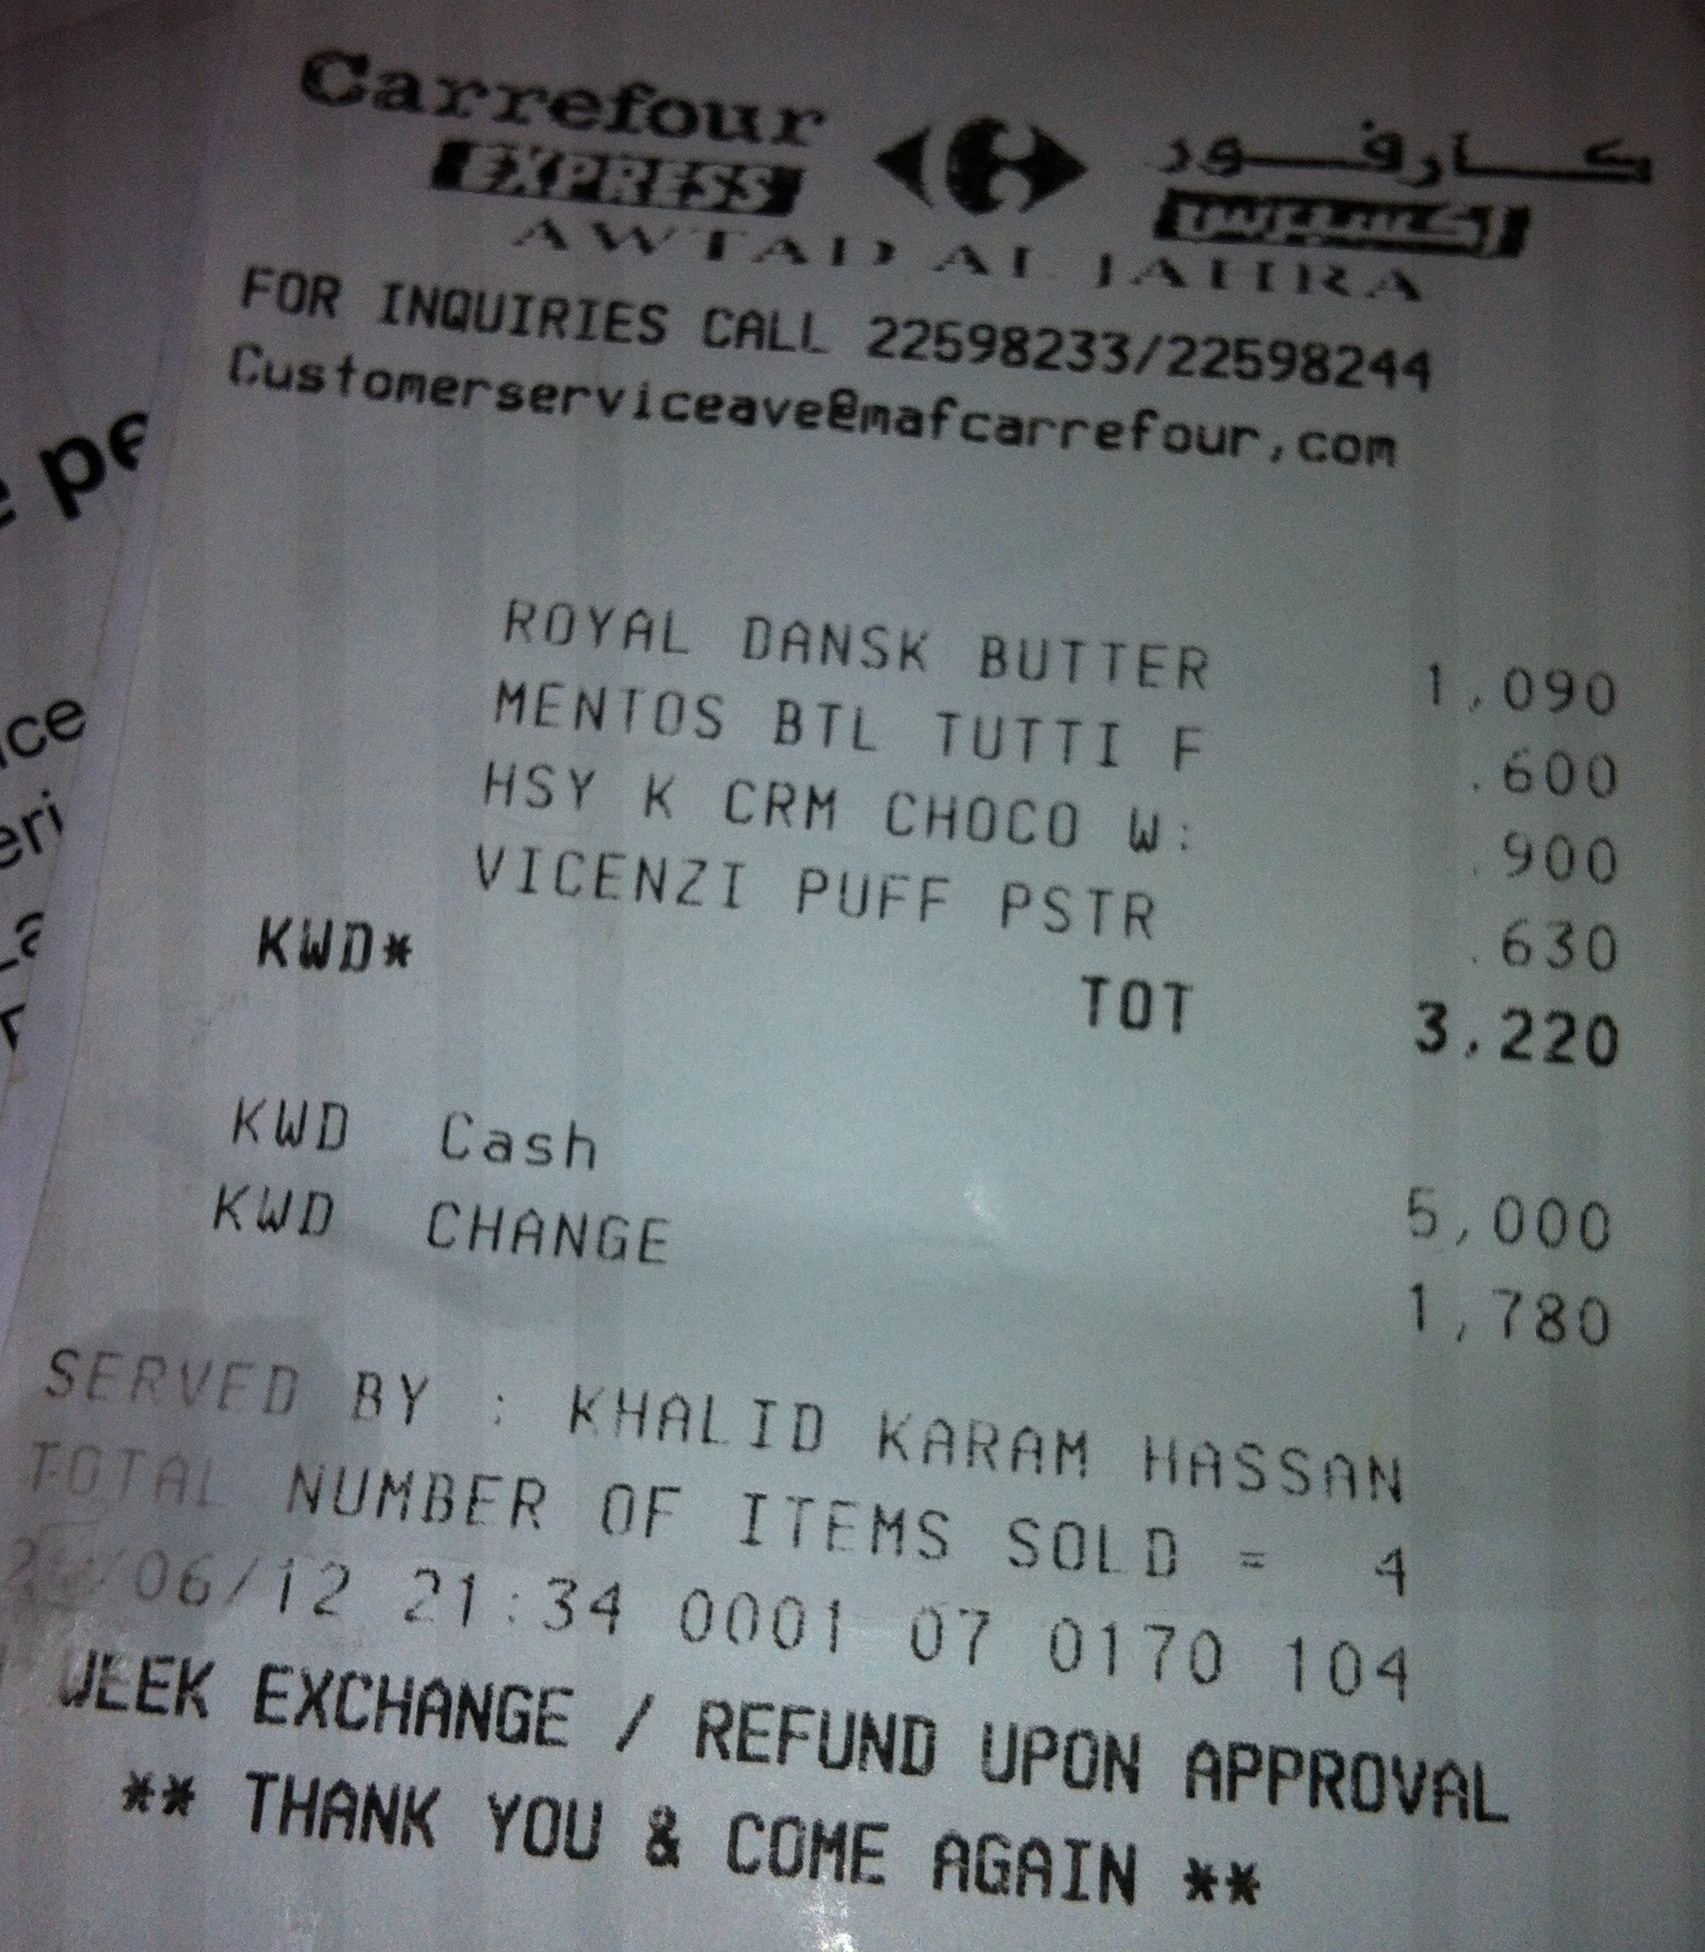 Carrefour كارفور
EXPRESS اكسبرس
AWTAD AL JAHRA
FOR INQUIRIES CALL 22598233/22598244
Customerserviceave@mafcarrefour,com
ROYAL DANSK BUTTER 1,090
MENTOS BTL TUTTI F .600
HSY K CRM CHOCO W: .900
VICENZI PUFF PSTR .630
KWD* TOT 3,220
KWD Cash 5,000
KWD CHANGE 1,780
SERVED BY : KHALID KARAM HASSAN
TOTAL NUMBER OF ITEMS SOLD = 4
/06/12 21:34 0001 07 0170 104
WEEK EXCHANGE / REFUND UPON APPROVAL
** THANK YOU & COME AGAIN **